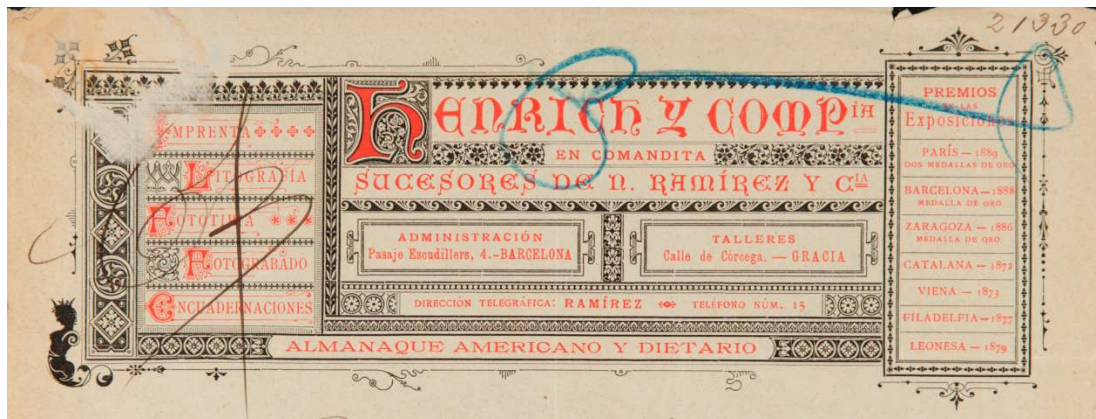 21330
IMPRENTA
LITOGRAFIA
FOTOTIPIA
FOTOGRABADO
ENCUADERNACIONES
HENRICH Y COMPIA
EN COMANDITA
SUCESORES DE N. RAMÍREZ Y CIA
ADMINISTRACIÓN
Pasaje Escudillers, 4.-BARCELONA
TALLERES
Calle de Córcega. — GRACIA
DIRECCIÓN TELEGRÁFICA: RAMÍREZ TELÉFONO NÚM. 15
ALMANAQUE AMERICANO Y DIETARIO
PREMIOS
EN LAS
Exposiciones
PARÍS — 1889
DOS MEDALLAS DE ORO
BARCELONA — 1888
MEDALLA DE ORO
ZARAGOZA — 1886
MEDALLA DE ORO
CATALANA — 1872
VIENA — 1873
FILADELFIA — 1877
LEONESA — 1879